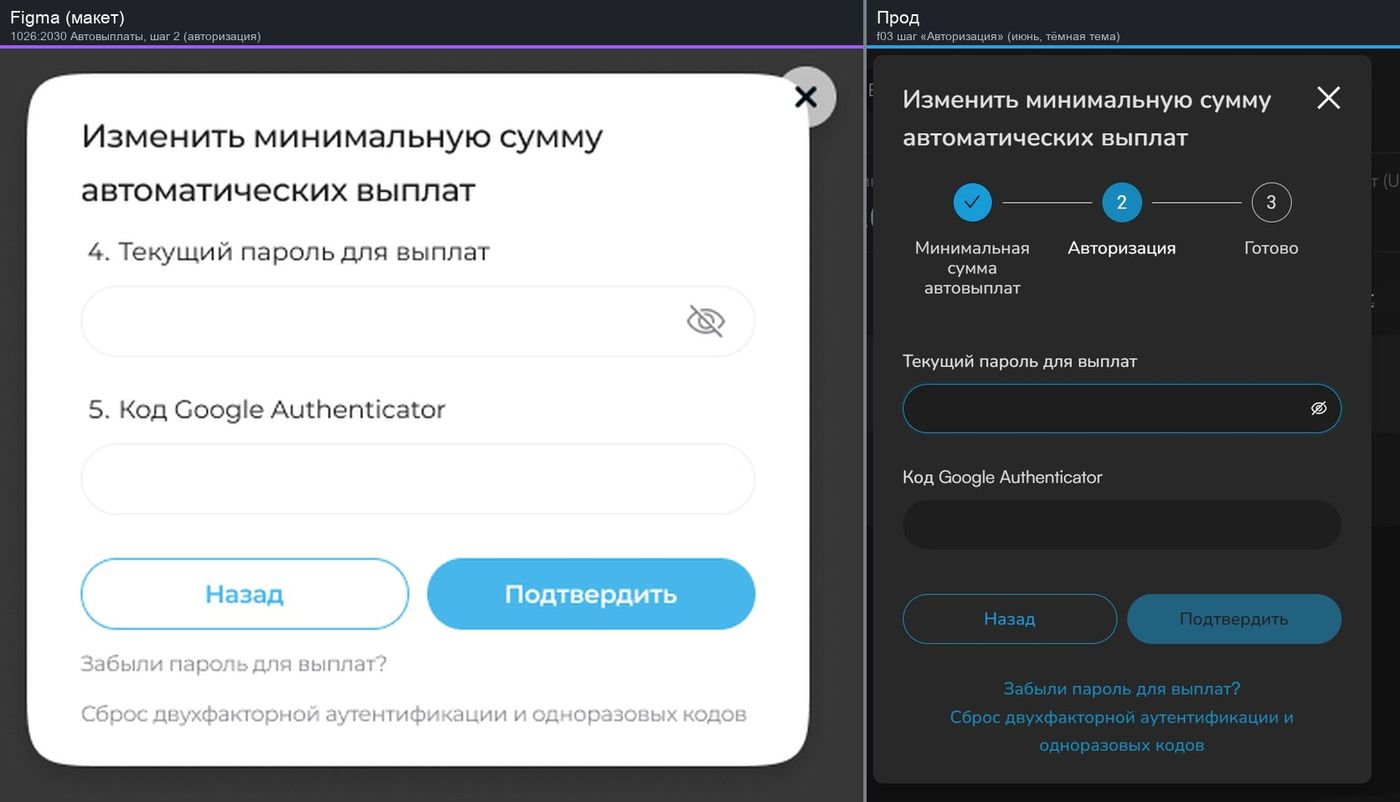 Figma (макет)
1026:2030 Автовыплаты, шаг 2 (авторизация)
Изменить минимальную сумму
автоматических выплат
4. Текущий пароль для выплат
5. Код Google Authenticator
Назад
Подтвердить
Забыли пароль для выплат?
Сброс двухфакторной аутентификации и одноразовых кодов
Прод
f03 шаг «Авторизация» (июнь, тёмная тема)
Изменить минимальную сумму
автоматических выплат
2
3
Минимальная
сумма
автовыплат
Авторизация
Готово
Текущий пароль для выплат
Код Google Authenticator
Назад
Подтвердить
Забыли пароль для выплат?
Сброс двухфакторной аутентификации и
одноразовых кодов